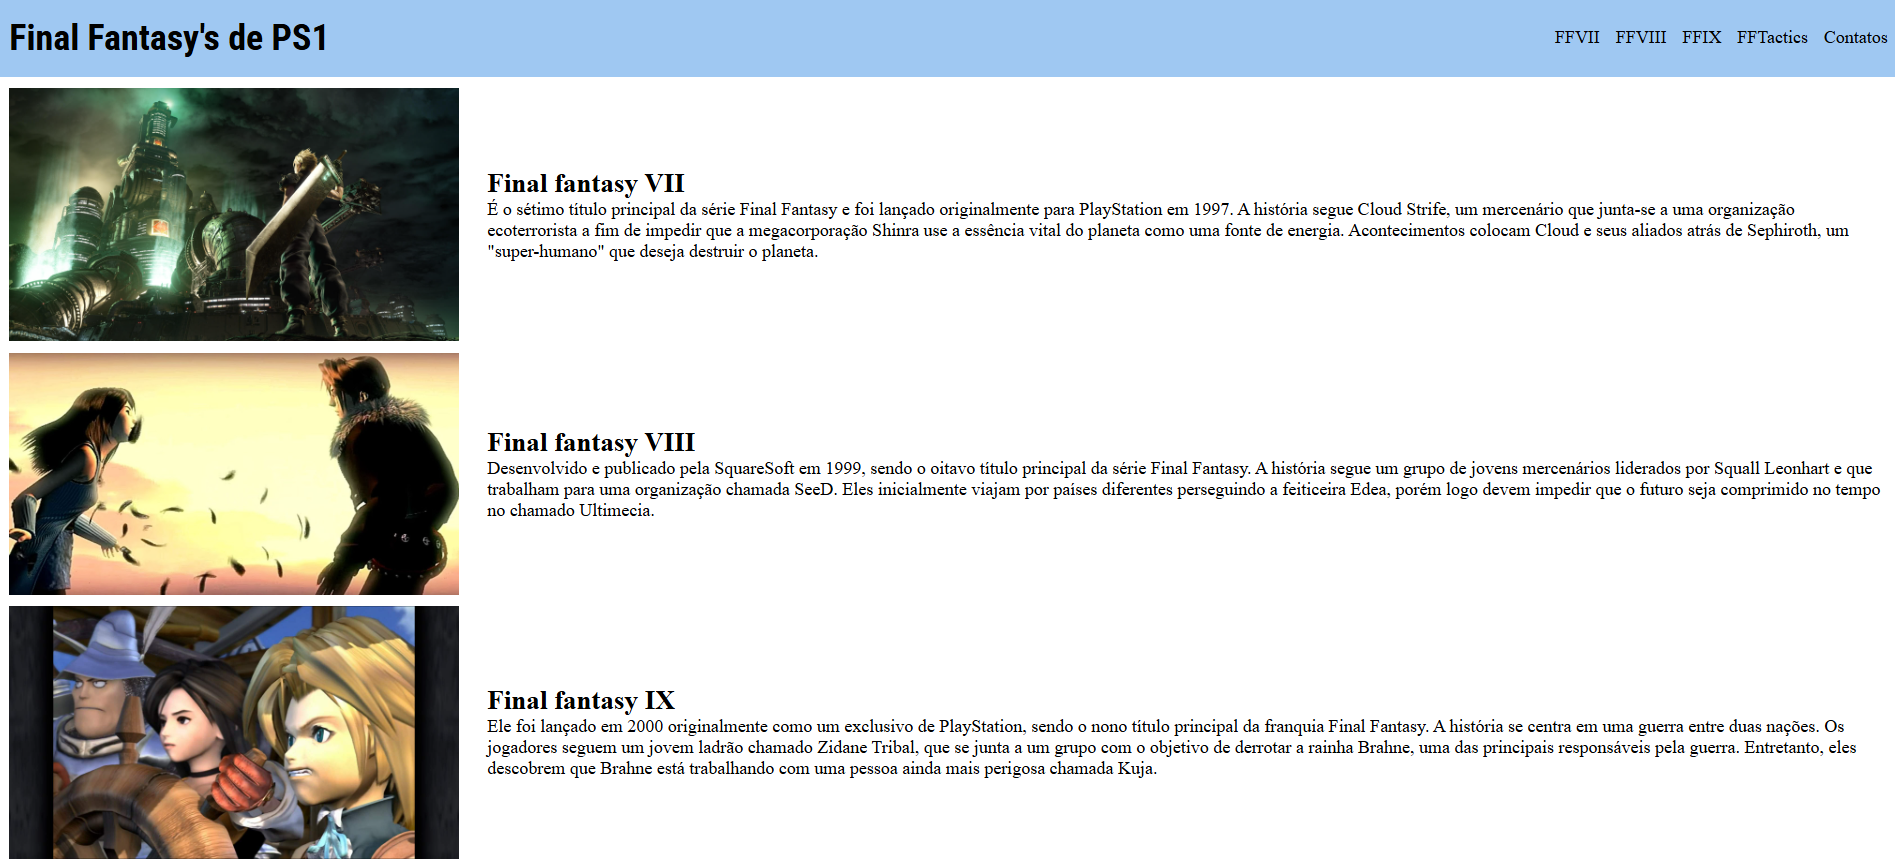 Final Fantasy's de PS1
FFVII FFVIII FFIX FFTactics Contatos
Final fantasy VII
É o sétimo título principal da série Final Fantasy e foi lançado originalmente para PlayStation em 1997. A história segue Cloud Strife, um mercenário que junta-se a uma organização
ecoterrorista a fim de impedir que a megacorporação Shinra use a essência vital do planeta como uma fonte de energia. Acontecimentos colocam Cloud e seus aliados atrás de Sephiroth, um
"super-humano" que deseja destruir o planeta.
Final fantasy VIII
Desenvolvido e publicado pela SquareSoft em 1999, sendo o oitavo título principal da série Final Fantasy. A história segue um grupo de jovens mercenários liderados por Squall Leonhart e que
trabalham para uma organização chamada SeeD. Eles inicialmente viajam por países diferentes perseguindo a feiticeira Edea, porém logo devem impedir que o futuro seja comprimido no tempo
no chamado Ultimecia.
Final fantasy IX
Ele foi lançado em 2000 originalmente como um exclusivo de PlayStation, sendo o nono título principal da franquia Final Fantasy. A história se centra em uma guerra entre duas nações. Os
jogadores seguem um jovem ladrão chamado Zidane Tribal, que se junta a um grupo com o objetivo de derrotar a rainha Brahne, uma das principais responsáveis pela guerra. Entretanto, eles
descobrem que Brahne está trabalhando com uma pessoa ainda mais perigosa chamada Kuja.